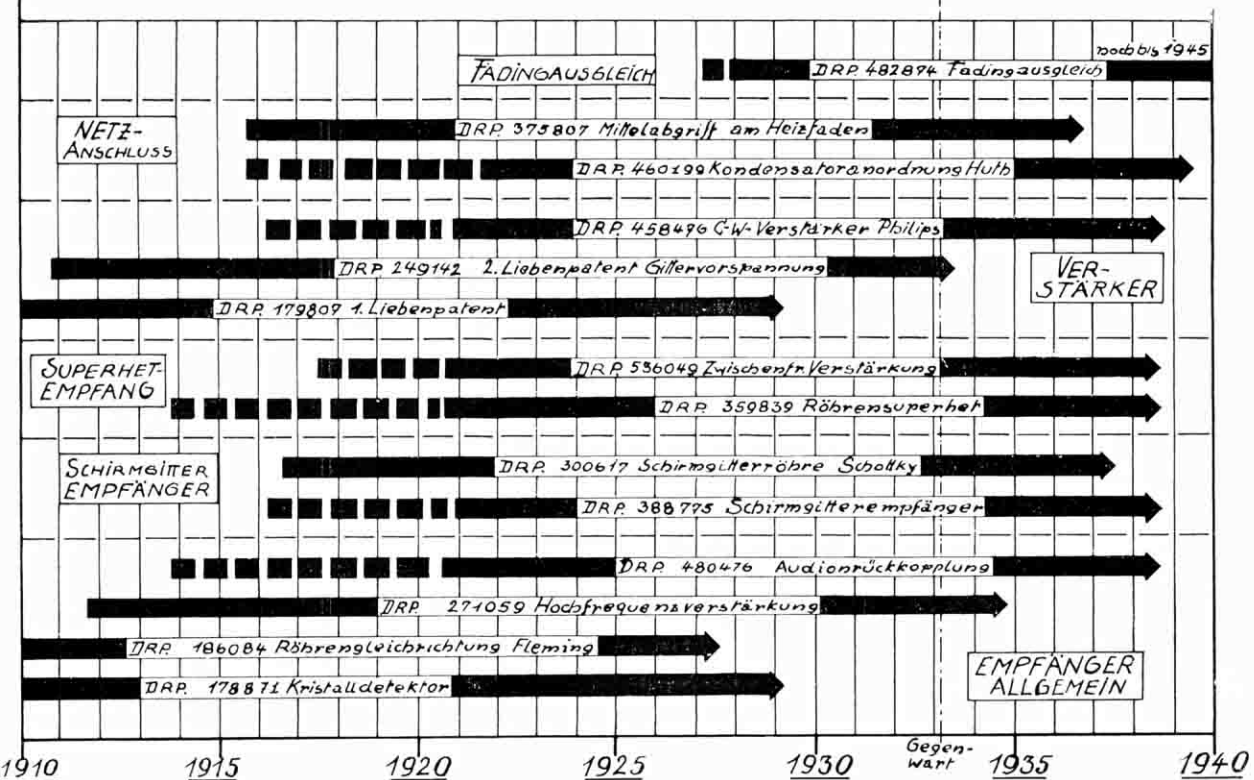 noch bis 1945
FADINGAUSGLEICH
DRP. 482874 Fadingausgleich
NETZ-
ANSCHLUSS
DRP. 375807 Mittelabgriff am Heizfaden
DRP. 460199 Kondensatoranordnung Huth
DRP. 458496 C-W-Verstärker Philips
DRP. 249142 2. Liebenpatent Gittervorspannung
VER-
STÄRKER
DRP. 179807 1. Liebenpatent
SUPERHET-
EMPFANG
DRP. 536049 Zwischenfr. Verstärkung
DRP. 359839 Röhrensuperhet
SCHIRMGITTER
EMPFÄNGER
DRP. 300617 Schirmgitterröhre Schottky
DRP. 388775 Schirmgitterempfänger
DRP. 480476 Audionrückkopplung
DRP. 271059 Hochfrequenzverstärkung
DRP. 186084 Röhrengleichrichtung Fleming
DRP. 178871 Kristalldetektor
EMPFÄNGER
ALLGEMEIN
1910 1915 1920 1925 1930 Gegen- 1935 1940
wart